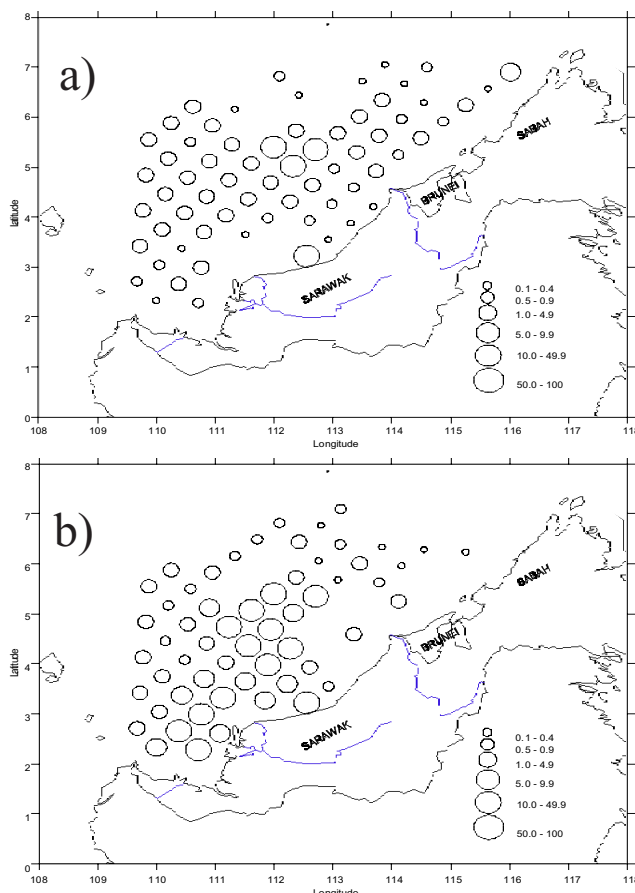 8
a)
7
6
5
latitude
4
3
2
1
0
SABAH
BRUNEI
SARAWAK
0.1 - 0.4
0.5 - 0.9
1.0 - 4.9
5.0 - 9.9
10.0 - 49.9
50.0 - 100
108 109 110 111 112 113 114 115 116 117 118
Longitude
8
b)
7
6
5
latitude
4
3
2
1
0
SABAH
BRUNEI
SARAWAK
0.1 - 0.4
0.5 - 0.9
1.0 - 4.9
5.0 - 9.9
10.0 - 49.9
50.0 - 100
108 109 110 111 112 113 114 115 116 117 118
Longitude